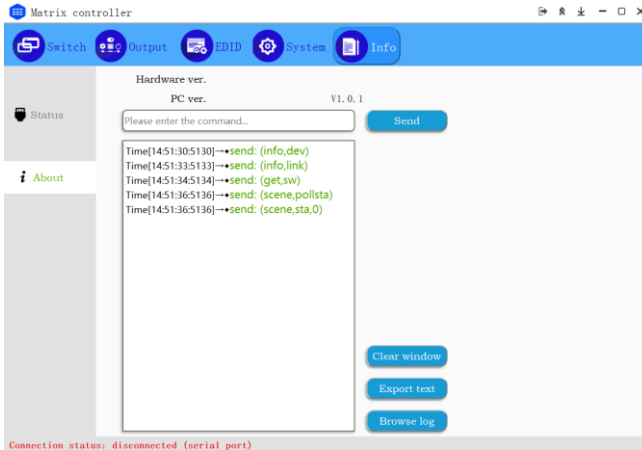 Matrix controller
Switch Output EDID System Info
Hardware ver.
PC ver. V1.0.1
Status
Please enter the command... Send
About
Time[14:51:30:5130]→•send: (info,dev)
Time[14:51:33:5133]→•send: (info,link)
Time[14:51:34:5134]→•send: (get,sw)
Time[14:51:36:5136]→•send: (scene,pollsta)
Time[14:51:36:5136]→•send: (scene,sta,0)
Clear window
Export text
Browse log
Connection status: disconnected (serial port)